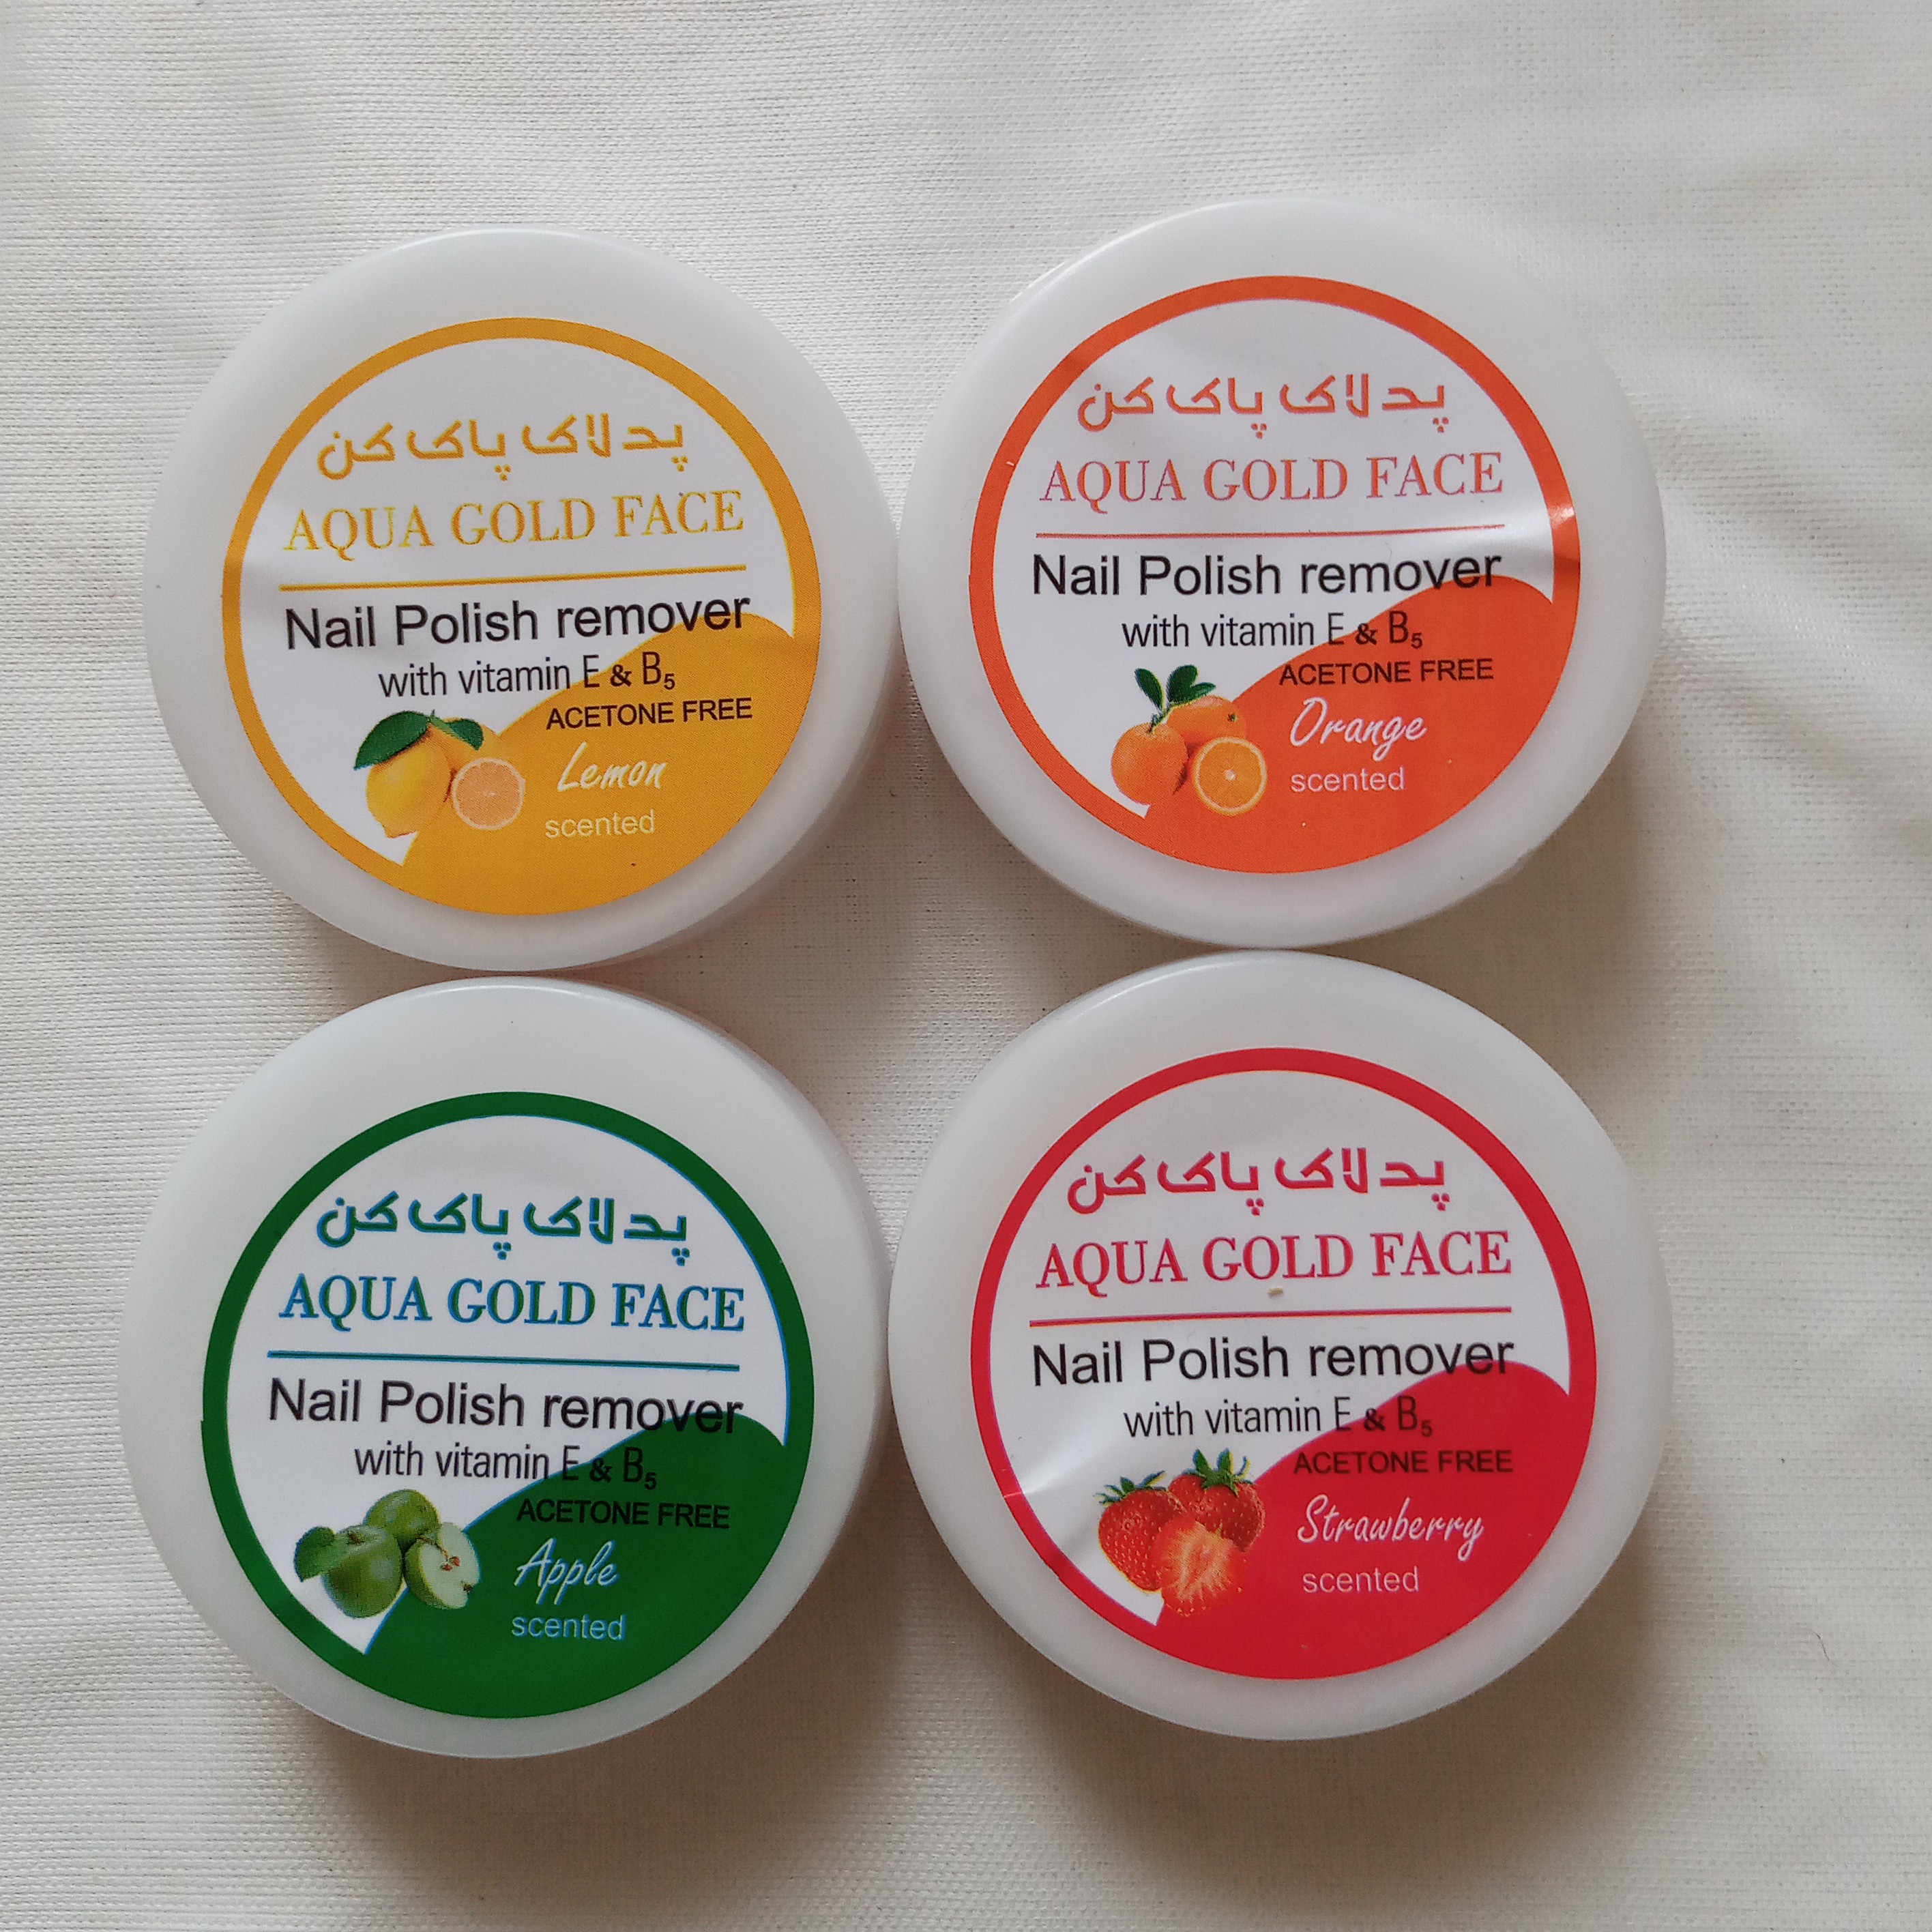 پد لاک پاک کن
AQUA GOLD FACE
Nail Polish remover
with vitamin E & B₅
ACETONE FREE
Lemon
scented
پد لاک پاک کن
AQUA GOLD FACE
Nail Polish remover
with vitamin E & B₅
ACETONE FREE
Orange
scented
پد لاک پاک کن
AQUA GOLD FACE
Nail Polish remover
with vitamin E & B₅
ACETONE FREE
Apple
scented
پد لاک پاک کن
AQUA GOLD FACE
Nail Polish remover
with vitamin E & B₅
ACETONE FREE
Strawberry
scented